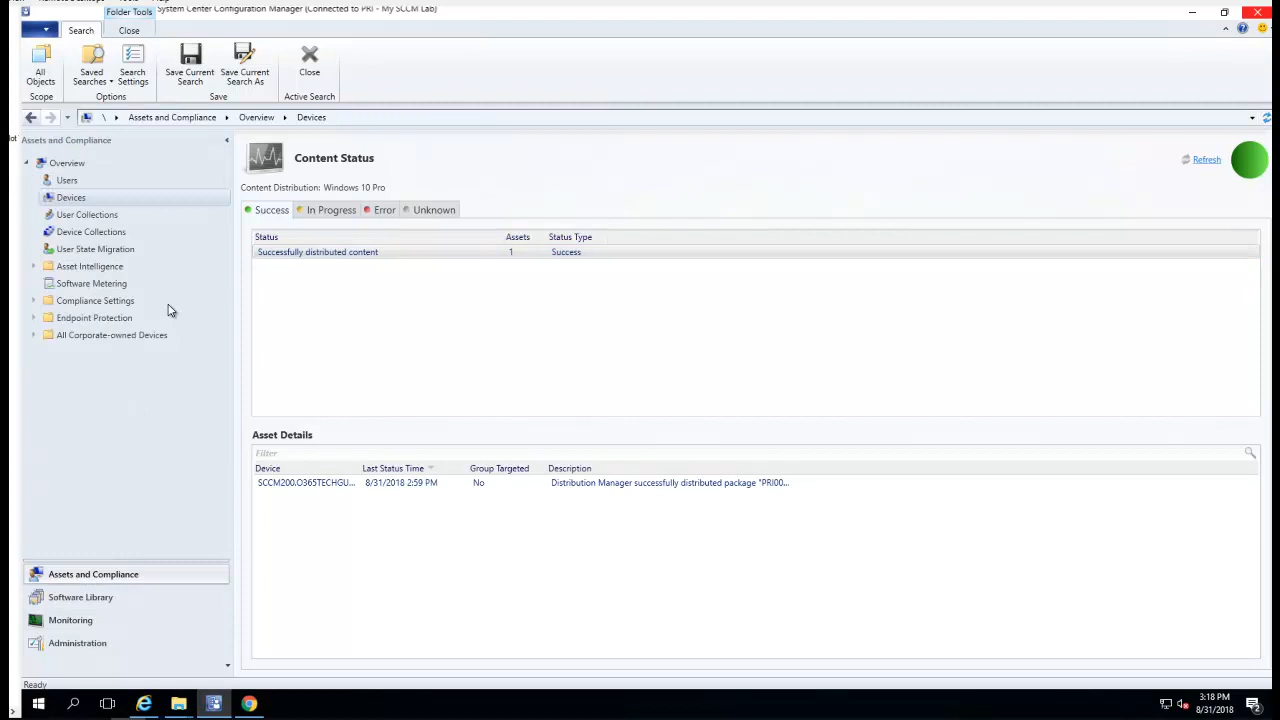 Folder Tools
System Center Configuration Manager (Connected to PRI - My SCCM Lab)
Search
Close
All Objects
Saved Searches
Search Settings
Save Current Search
Save Current Search As
Close
Scope
Options
Save
Active Search
\ Assets and Compliance Overview Devices
Assets and Compliance
Overview
Users
Devices
User Collections
Device Collections
User State Migration
Asset Intelligence
Software Metering
Compliance Settings
Endpoint Protection
All Corporate-owned Devices
Assets and Compliance
Software Library
Monitoring
Administration
Content Status
Refresh
Content Distribution: Windows 10 Pro
Success In Progress Error Unknown
Status Assets Status Type
Successfully distributed content 1 Success
Asset Details
Filter
Device Last Status Time Group Targeted Description
SCCM200.O365TECHGU... 8/31/2018 2:59 PM No Distribution Manager successfully distributed package "PRI00...
Ready
3:18 PM
8/31/2018
2